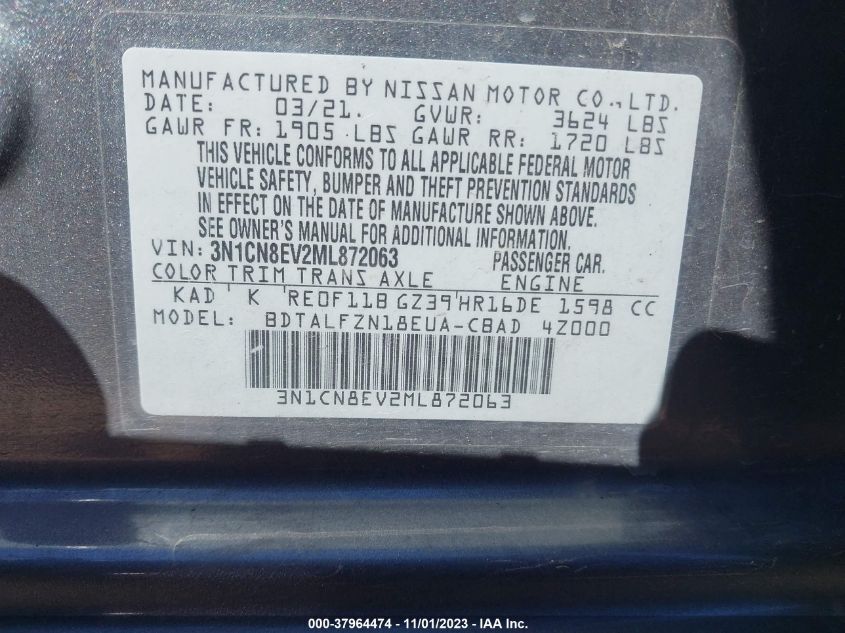 MANUFACTURED BY NISSAN MOTOR CO., LTD.
DATE: 03/21. GVWR: 3624 LBS
GAWR FR: 1905 LBS GAWR RR: 1720 LBS
THIS VEHICLE CONFORMS TO ALL APPLICABLE FEDERAL MOTOR
VEHICLE SAFETY, BUMPER AND THEFT PREVENTION STANDARDS
IN EFFECT ON THE DATE OF MANUFACTURE SHOWN ABOVE.
SEE OWNER'S MANUAL FOR ADDITIONAL INFORMATION.
VIN: 3N1CN8EV2ML872063 PASSENGER CAR.
COLOR TRIM TRANS AXLE ENGINE
KAD ' K 'RE0F11B GZ39'HR16DE 1598 CC
MODEL: BDTALFZN18EUA-CBAD 4Z000
3N1CN8EV2ML872063
000-37964474 - 11/01/2023 - COPYRIGHT © 2023 IAA Inc.